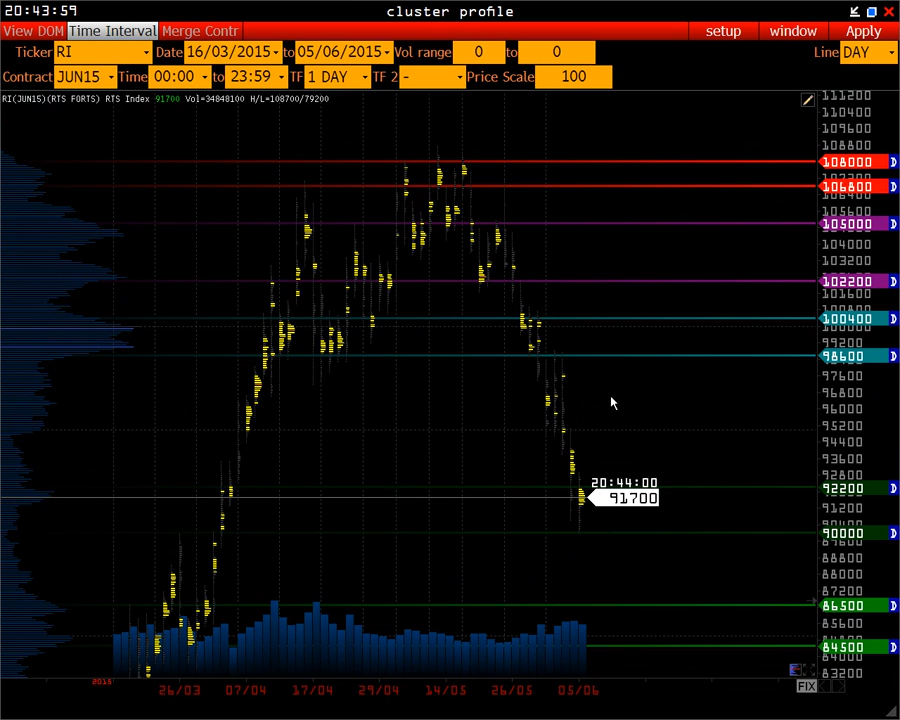 20:43:59 cluster profile
View DOM Time Interval Merge Contr setup window Apply
Ticker RI Date 16/03/2015 to 05/06/2015 Vol range 0 to 0 Line DAY
Contract JUN15 Time 00:00 to 23:59 TF 1 DAY TF 2 - Price Scale 100
RI(JUN15)(RTS FORTS) RTS Index 91700 Vol=34848100 H/L=108700/79200
111200
110400
109600
108800
108000 D
106800 D
105600
105000 D
104000
103200
102200 D
101600
100400 D
99200
98600 D
97600
96800
96000
95200
94400
93600
92800
20:44:00
92200 D
91700
91200
90000 D
88800
88000
87200
86500 D
85600
84500 D
84000
83200
FIX
2015
26/03 07/04 17/04 29/04 14/05 26/05 05/06